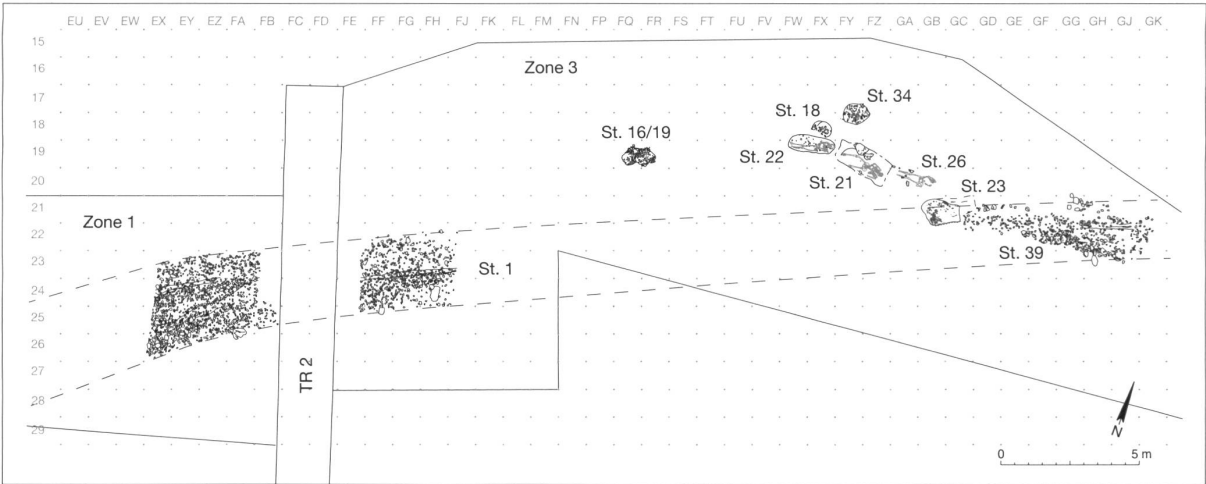 EU EV EW EX EY EZ FA FB FC FD FE FF FG FH FJ FK FL FM FN FP FQ FR FS FT FU FV FW FX FY FZ GA GB GC GD GE GF GG GH GJ GK
15
16
Zone 3
17
St. 34
18
St. 18
St. 16/19
19
St. 22
St. 26
20
St. 21
St. 23
21
Zone 1
22
23
St. 1
St. 39
24
25
26
27
TR 2
28
29
N
0 5 m